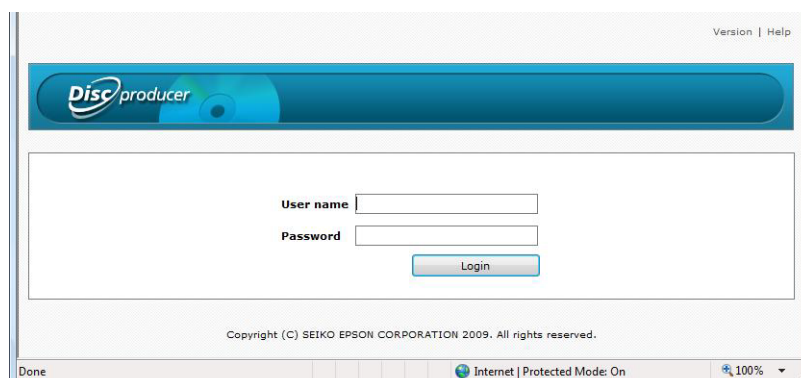 Version | Help
Disc producer
User name
Password
Login
Copyright (C) SEIKO EPSON CORPORATION 2009. All rights reserved.
Done Internet | Protected Mode: On 100%